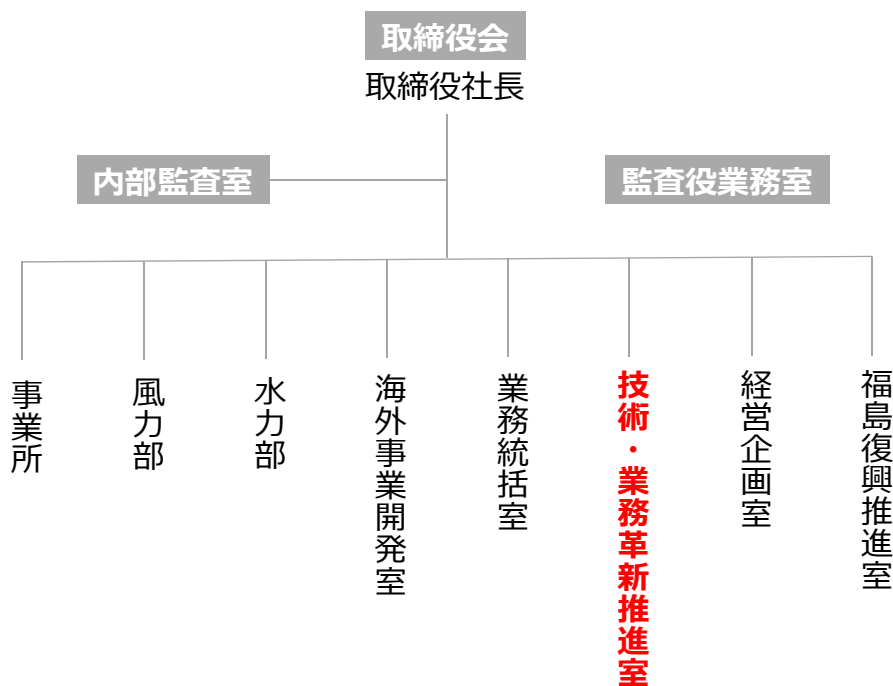 取締役会
取締役社長
内部監査室
監査役業務室
事業所
風力部
水力部
海外事業開発室
業務統括室
技術・業務革新推進室
経営企画室
福島復興推進室